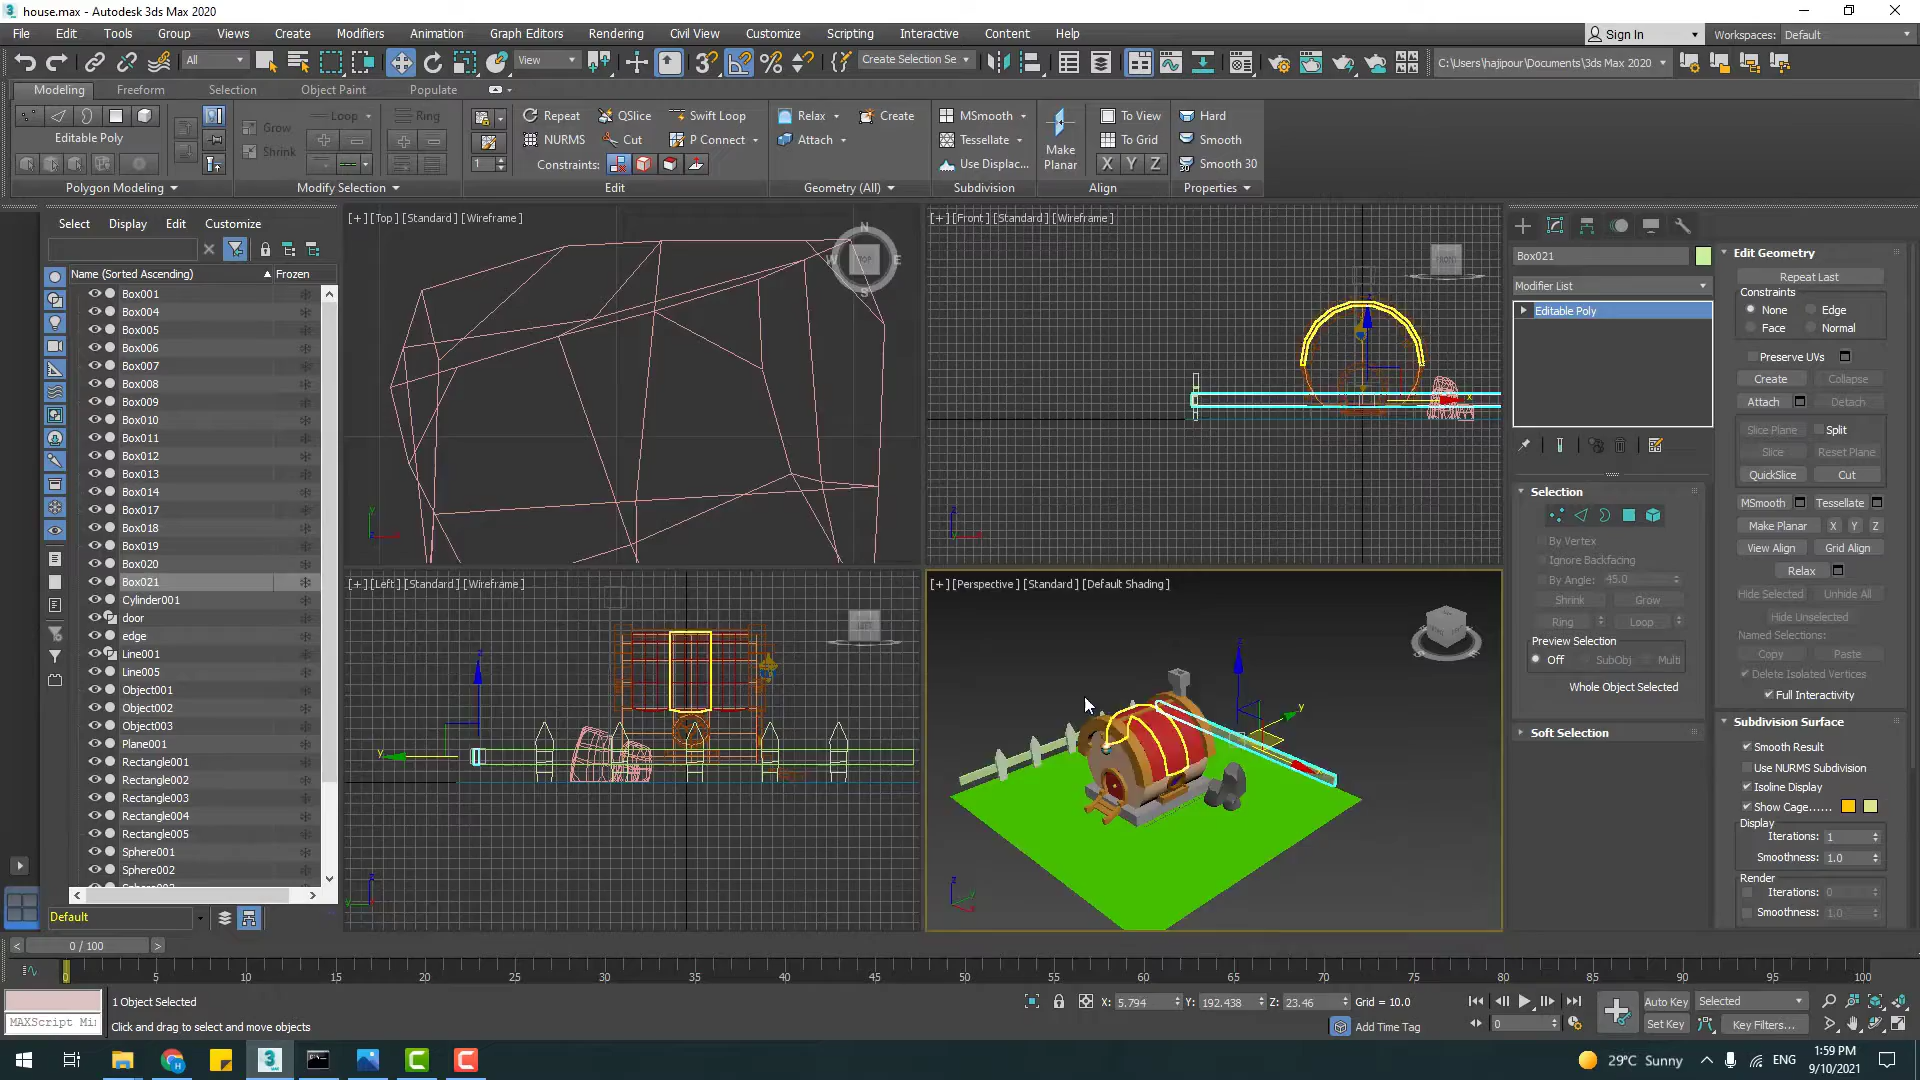 house.max - Autodesk 3ds Max 2020
File Edit Tools Group Views Create Modifiers Animation Graph Editors Rendering Civil View Customize Scripting Interactive Content Help
Sign In Workspaces: Default
All View Create Selection Se C:\Users\hajipour\Documents\3ds Max 2020
Modeling Freeform Selection Object Paint Populate
Editable Poly
Polygon Modeling
Grow Loop Ring
Shrink
Modify Selection
Repeat QSlice Swift Loop
NURMS Cut P Connect
1 Constraints:
Edit
Relax Create
Attach
Geometry (All)
MSmooth
Tessellate
Use Displac...
Subdivision
Make Planar
To View
To Grid
X Y Z
Align
Hard
Smooth
Smooth 30
Properties
Select Display Edit Customize
Name (Sorted Ascending) Frozen
Box001
Box004
Box005
Box006
Box007
Box008
Box009
Box010
Box011
Box012
Box013
Box014
Box017
Box018
Box019
Box020
Box021
Cylinder001
door
edge
Line001
Line005
Object001
Object002
Object003
Plane001
Rectangle001
Rectangle002
Rectangle003
Rectangle004
Rectangle005
Sphere001
Sphere002
Default
[+] [Top] [Standard] [Wireframe]
N
W TOP E
S
[+] [Front] [Standard] [Wireframe]
FRONT
[+] [Left] [Standard] [Wireframe]
LEFT
[+] [Perspective] [Standard] [Default Shading]
Box021
Modifier List
Editable Poly
Selection
By Vertex
Ignore Backfacing
By Angle: 45.0
Shrink Grow
Ring Loop
Preview Selection
Off SubObj Multi
Whole Object Selected
Soft Selection
Edit Geometry
Repeat Last
Constraints
None Edge
Face Normal
Preserve UVs
Create Collapse
Attach Detach
Slice Plane Split
Slice Reset Plane
QuickSlice Cut
MSmooth Tessellate
Make Planar X Y Z
View Align Grid Align
Relax
Hide Selected Unhide All
Hide Unselected
Named Selections:
Copy Paste
Delete Isolated Vertices
Full Interactivity
Subdivision Surface
Smooth Result
Use NURMS Subdivision
Isoline Display
Show Cage......
Display
Iterations: 1
Smoothness: 1.0
Render
Iterations: 0
Smoothness: 1.0
< 0 / 100 >
0 5 10 15 20 25 30 35 40 45 50 55 60 65 70 75 80 85 90 95 100
1 Object Selected X: 5.794 Y: 192.438 Z: 23.46 Grid = 10.0 Auto Key Selected
MAXScript Mi Click and drag to select and move objects Add Time Tag 0 Set Key Key Filters...
29°C Sunny ENG 1:59 PM
9/10/2021